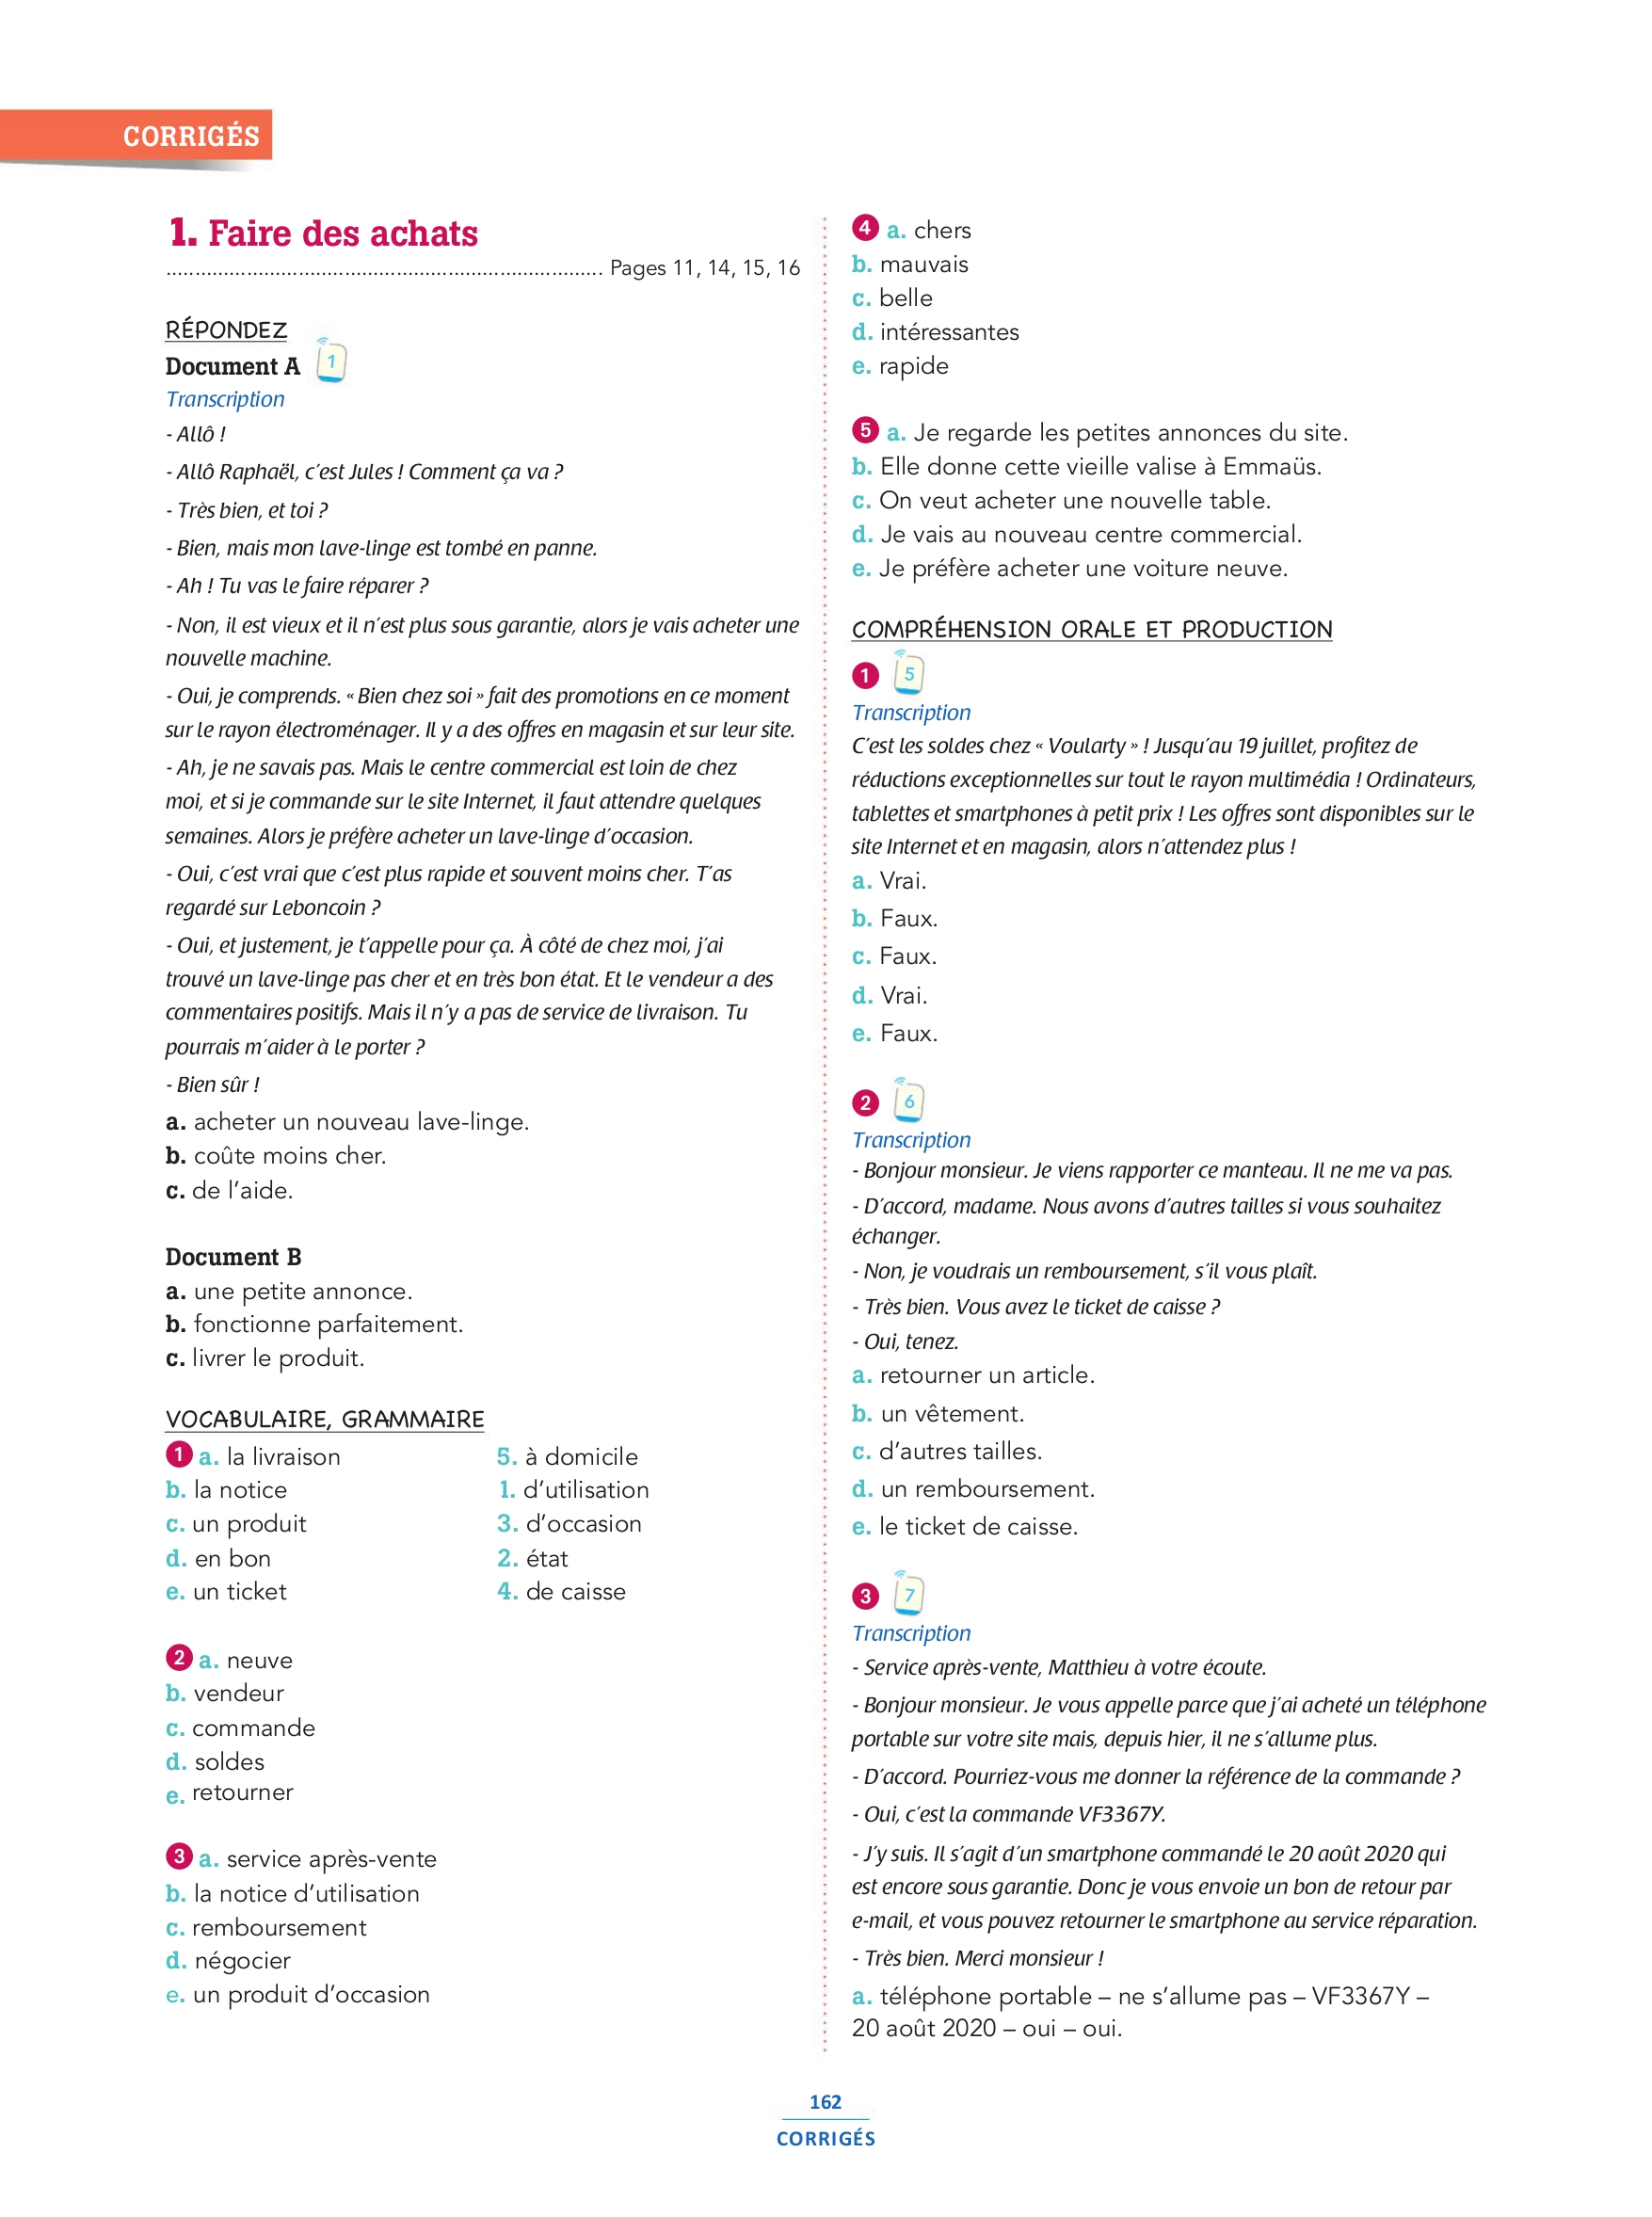 CORRIGÉS
1. Faire des achats
........................................................................... Pages 11, 14, 15, 16
RÉPONDEZ
Document A 1
Transcription
- Allô !
- Allô Raphaël, c'est Jules ! Comment ça va ?
- Très bien, et toi ?
- Bien, mais mon lave-linge est tombé en panne.
- Ah ! Tu vas le faire réparer ?
- Non, il est vieux et il n'est plus sous garantie, alors je vais acheter une
nouvelle machine.
- Oui, je comprends. « Bien chez soi » fait des promotions en ce moment
sur le rayon électroménager. Il y a des offres en magasin et sur leur site.
- Ah, je ne savais pas. Mais le centre commercial est loin de chez
moi, et si je commande sur le site Internet, il faut attendre quelques
semaines. Alors je préfère acheter un lave-linge d'occasion.
- Oui, c'est vrai que c'est plus rapide et souvent moins cher. T'as
regardé sur Leboncoin ?
- Oui, et justement, je t'appelle pour ça. À côté de chez moi, j'ai
trouvé un lave-linge pas cher et en très bon état. Et le vendeur a des
commentaires positifs. Mais il n'y a pas de service de livraison. Tu
pourrais m'aider à le porter ?
- Bien sûr !
a. acheter un nouveau lave-linge.
b. coûte moins cher.
c. de l'aide.
Document B
a. une petite annonce.
b. fonctionne parfaitement.
c. livrer le produit.
VOCABULAIRE, GRAMMAIRE
1 a. la livraison 5. à domicile
b. la notice 1. d'utilisation
c. un produit 3. d'occasion
d. en bon 2. état
e. un ticket 4. de caisse
2 a. neuve
b. vendeur
c. commande
d. soldes
e. retourner
3 a. service après-vente
b. la notice d'utilisation
c. remboursement
d. négocier
e. un produit d'occasion
4 a. chers
b. mauvais
c. belle
d. intéressantes
e. rapide
5 a. Je regarde les petites annonces du site.
b. Elle donne cette vieille valise à Emmaüs.
c. On veut acheter une nouvelle table.
d. Je vais au nouveau centre commercial.
e. Je préfère acheter une voiture neuve.
COMPRÉHENSION ORALE ET PRODUCTION
1 5
Transcription
C'est les soldes chez « Voularty » ! Jusqu'au 19 juillet, profitez de
réductions exceptionnelles sur tout le rayon multimédia ! Ordinateurs,
tablettes et smartphones à petit prix ! Les offres sont disponibles sur le
site Internet et en magasin, alors n'attendez plus !
a. Vrai.
b. Faux.
c. Faux.
d. Vrai.
e. Faux.
2 6
Transcription
- Bonjour monsieur. Je viens rapporter ce manteau. Il ne me va pas.
- D'accord, madame. Nous avons d'autres tailles si vous souhaitez
échanger.
- Non, je voudrais un remboursement, s'il vous plaît.
- Très bien. Vous avez le ticket de caisse ?
- Oui, tenez.
a. retourner un article.
b. un vêtement.
c. d'autres tailles.
d. un remboursement.
e. le ticket de caisse.
3 7
Transcription
- Service après-vente, Matthieu à votre écoute.
- Bonjour monsieur. Je vous appelle parce que j'ai acheté un téléphone
portable sur votre site mais, depuis hier, il ne s'allume plus.
- D'accord. Pourriez-vous me donner la référence de la commande ?
- Oui, c'est la commande VF3367Y.
- J'y suis. Il s'agit d'un smartphone commandé le 20 août 2020 qui
est encore sous garantie. Donc je vous envoie un bon de retour par
e-mail, et vous pouvez retourner le smartphone au service réparation.
- Très bien. Merci monsieur !
a. téléphone portable – ne s'allume pas – VF3367Y –
20 août 2020 – oui – oui.
162
CORRIGÉS